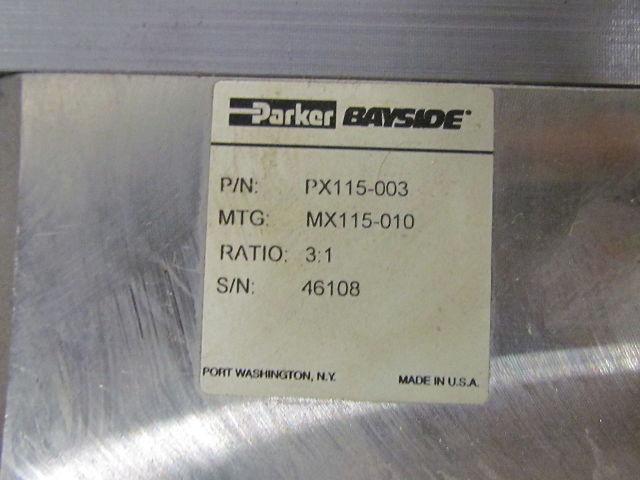 Parker BAYSIDE
P/N: PX115-003
MTG: MX115-010
RATIO: 3:1
S/N: 46108
PORT WASHINGTON, N.Y. MADE IN U.S.A.